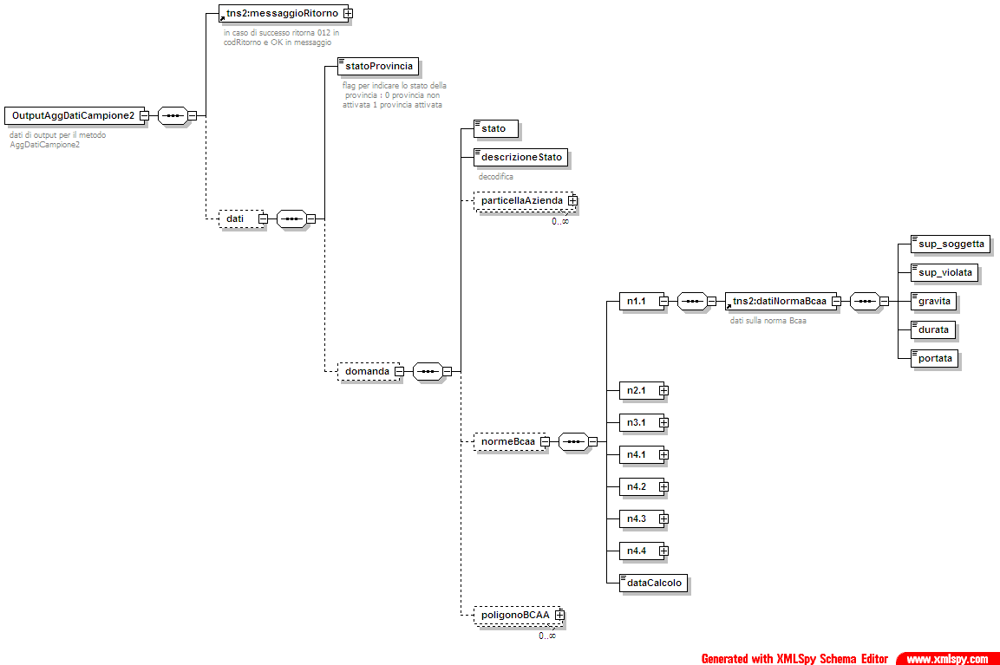 tns2:messaggioRitorno
in caso di successo ritorna 012 in
codRitorno e OK in messaggio
statoProvincia
flag per indicare lo stato della
provincia : 0 provincia non
attivata 1 provincia attivata
OutputAggDatiCampione2
dati di output per il metodo
AggDatiCampione2
stato
descrizioneStato
decodifica
particellaAzienda
0..∞
dati
sup_soggetta
sup_violata
n1.1
tns2:datiNormaBcaa
dati sulla norma Bcaa
gravita
durata
portata
domanda
n2.1
n3.1
normeBcaa
n4.1
n4.2
n4.3
n4.4
dataCalcolo
poligonoBCAA
0..∞
Generated with XMLSpy Schema Editor www.xmlspy.com